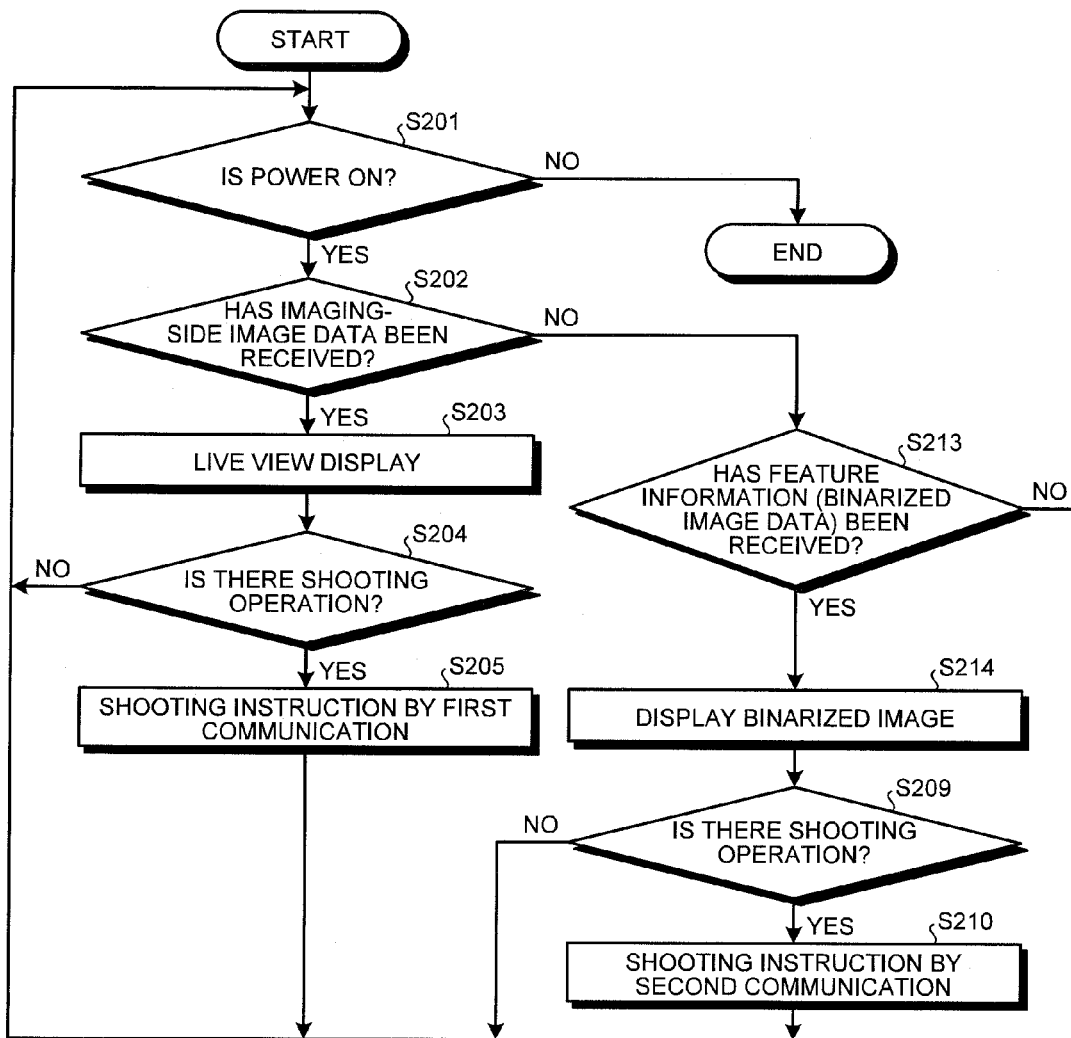 START
S201
IS POWER ON?
NO
END
YES
S202
HAS IMAGING-
SIDE IMAGE DATA BEEN
RECEIVED?
NO
YES
S203
LIVE VIEW DISPLAY
S204
NO
IS THERE SHOOTING
OPERATION?
YES
S205
SHOOTING INSTRUCTION BY FIRST
COMMUNICATION
S213
HAS FEATURE
INFORMATION (BINARIZED
IMAGE DATA) BEEN
RECEIVED?
NO
YES
S214
DISPLAY BINARIZED IMAGE
S209
NO
IS THERE SHOOTING
OPERATION?
YES
S210
SHOOTING INSTRUCTION BY
SECOND COMMUNICATION